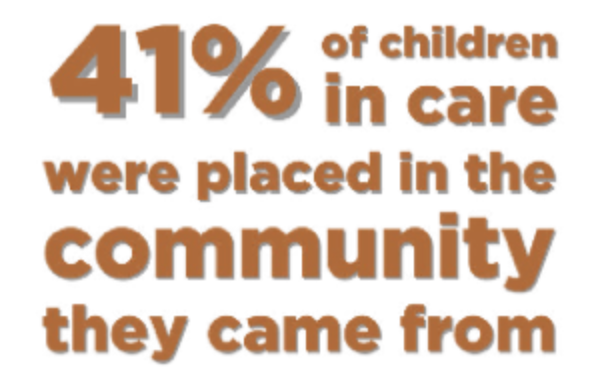 41% of children
in care
were placed in the
community
they came from